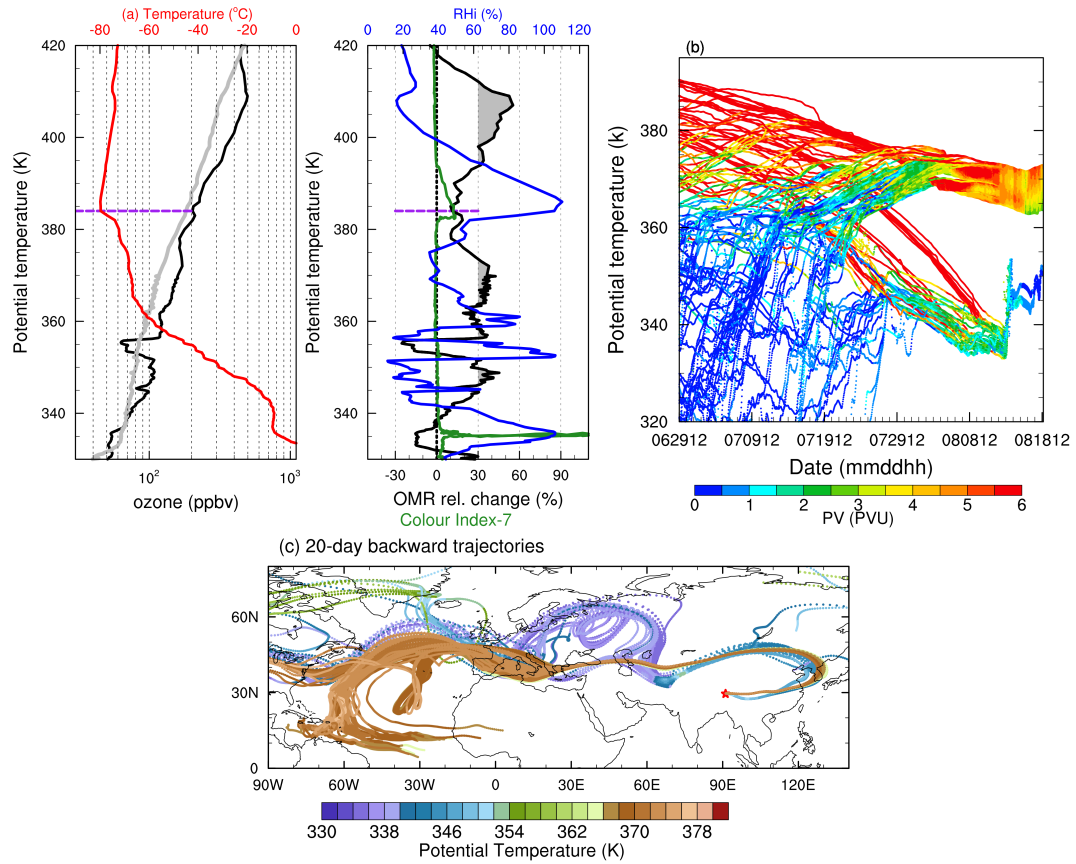 (a) Temperature (°C)
-80 -60 -40 -20 0
420
400
380
360
340
Potential temperature (K)
10² 10³
ozone (ppbv)
RHi (%)
0 20 40 60 80 100 120
420
400
380
360
340
Potential temperature (K)
-30 0 30 60 90
OMR rel. change (%)
Colour Index-7
(b)
380
360
340
320
Potential temperature (K)
062912 070912 071912 072912 080812 081812
Date (mmddhh)
0 1 2 3 4 5 6
PV (PVU)
(c) 20-day backward trajectories
60N
30N
0
90W 60W 30W 0 30E 60E 90E 120E
330 338 346 354 362 370 378
Potential Temperature (K)